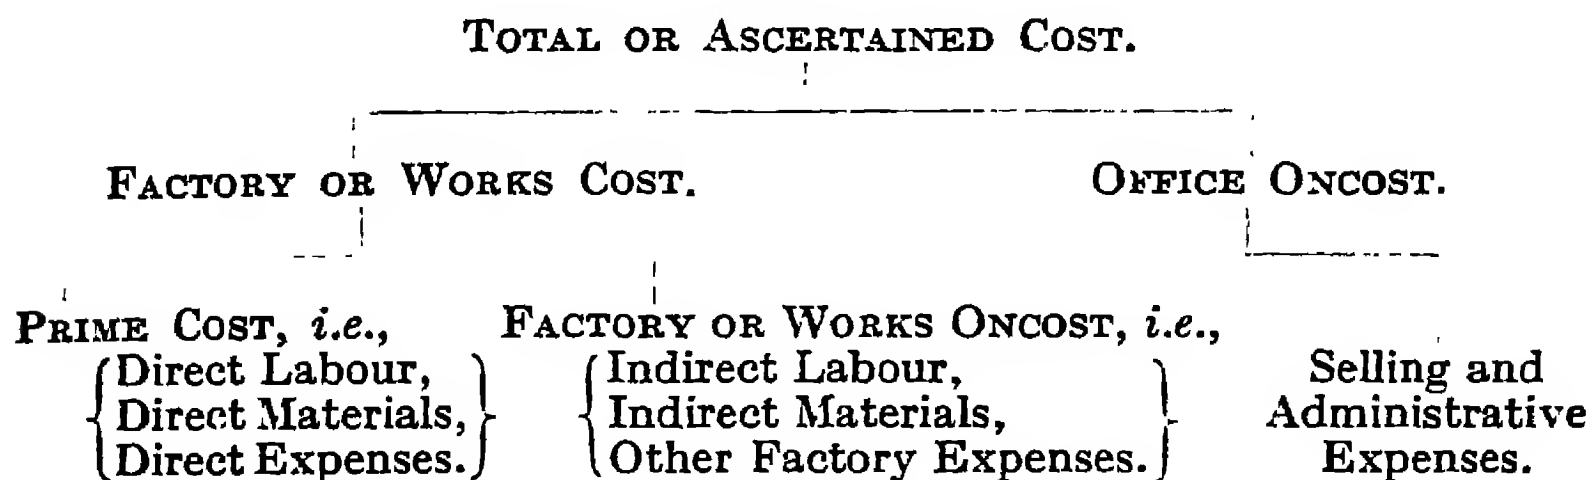 TOTAL OR ASCERTAINED COST.
FACTORY OR WORKS COST.
OFFICE ONCOST.
PRIME COST, i.e.,
Direct Labour,
Direct Materials,
Direct Expenses.
FACTORY OR WORKS ONCOST, i.e.,
Indirect Labour,
Indirect Materials,
Other Factory Expenses.
Selling and
Administrative
Expenses.